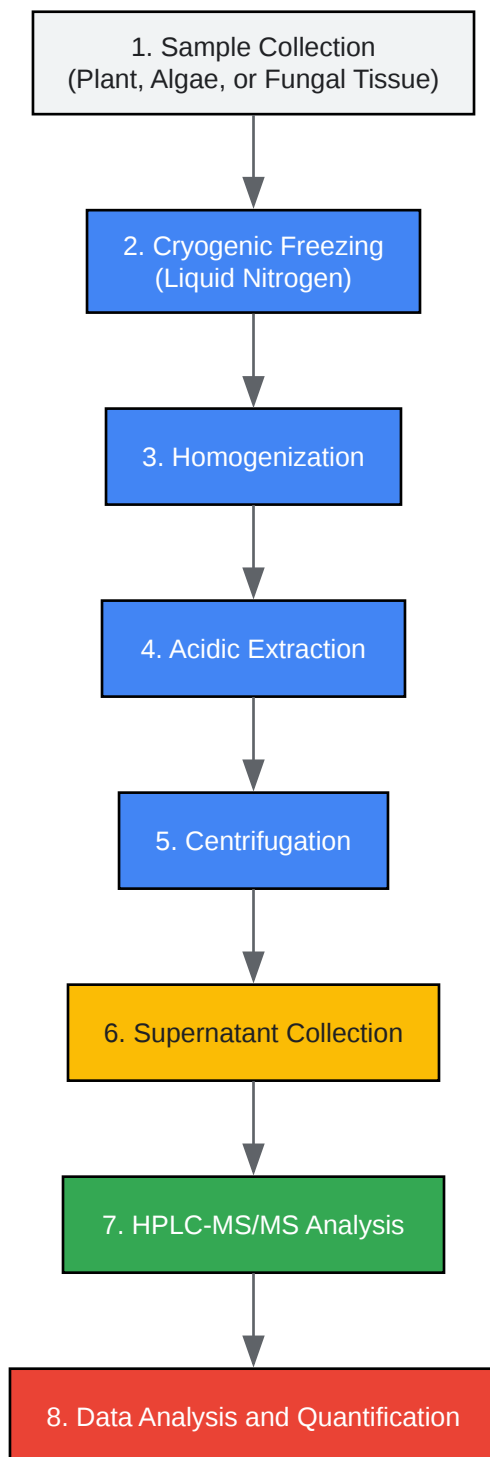 1. Sample Collection
(Plant, Algae, or Fungal Tissue)
2. Cryogenic Freezing
(Liquid Nitrogen)
3. Homogenization
4. Acidic Extraction
5. Centrifugation
6. Supernatant Collection
7. HPLC-MS/MS Analysis
8. Data Analysis and Quantification